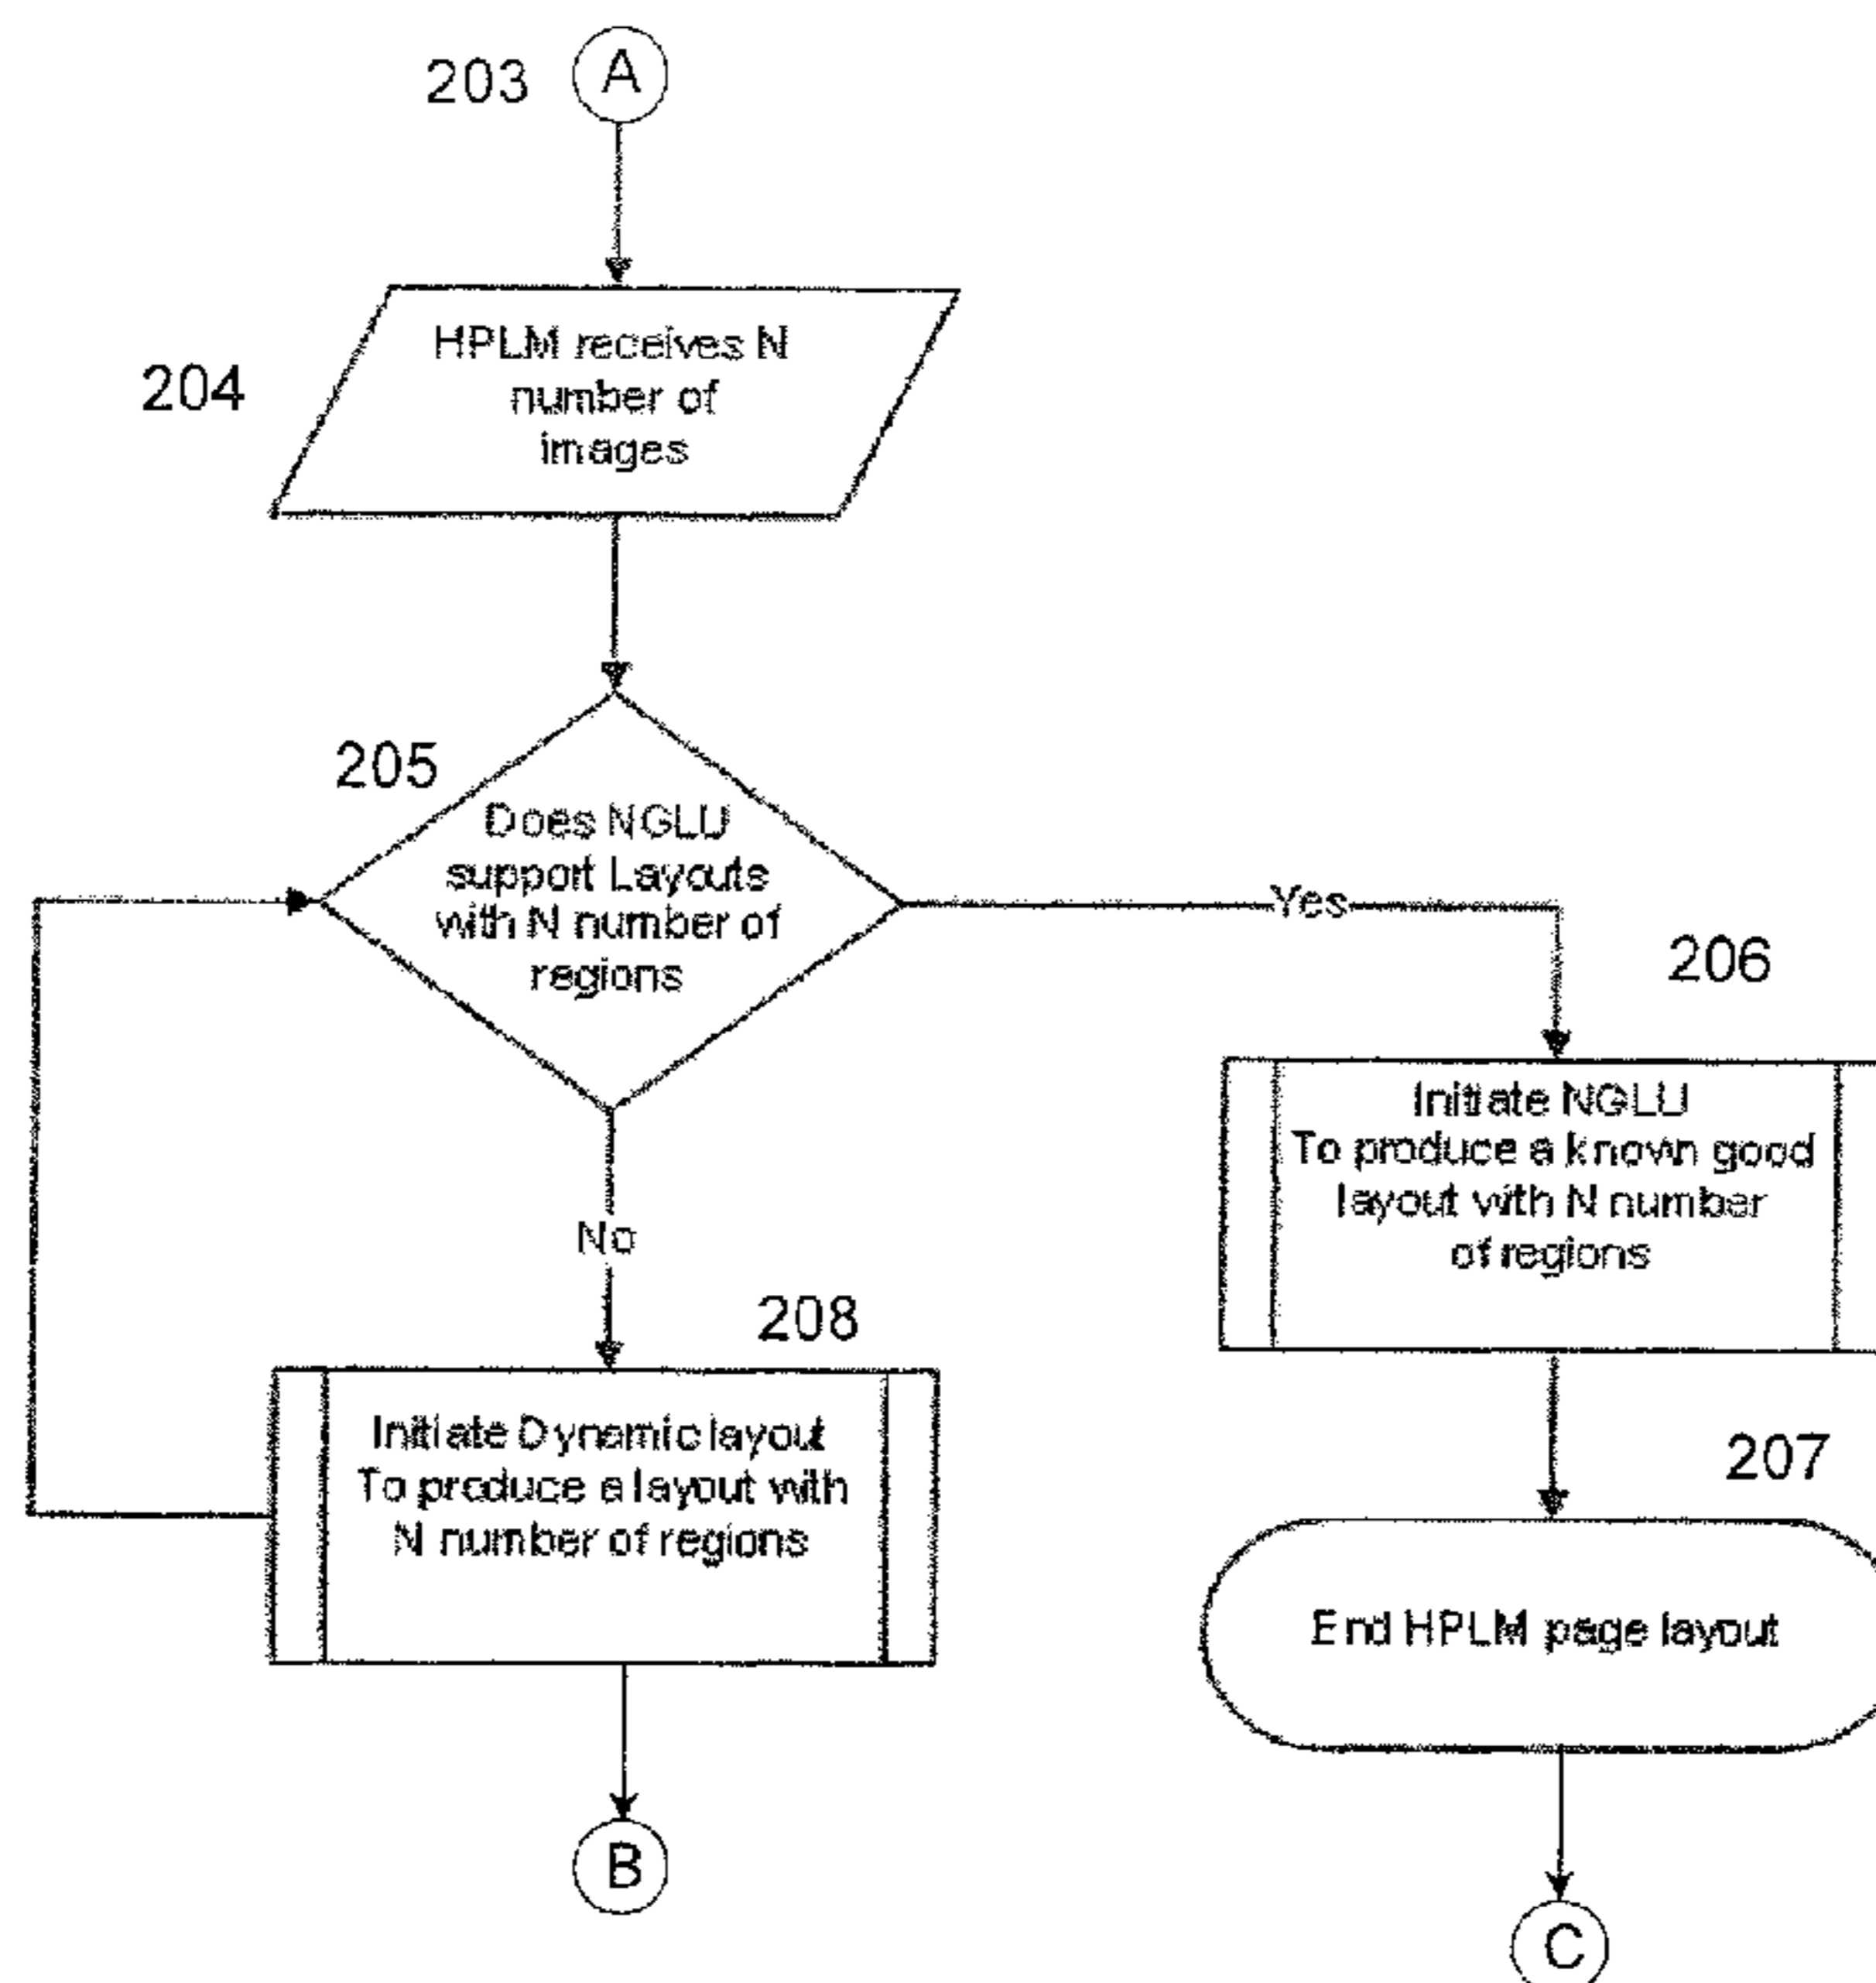 203
A
204
HPLM receives N
number of
images
205
Does NGLU
support Layouts
with N number of
regions
Yes
206
Initiate NGLU
To produce a known good
layout with N number
of regions
No
208
Initiate Dynamic layout
To produce a layout with
N number of regions
207
End HPLM page layout
B
C